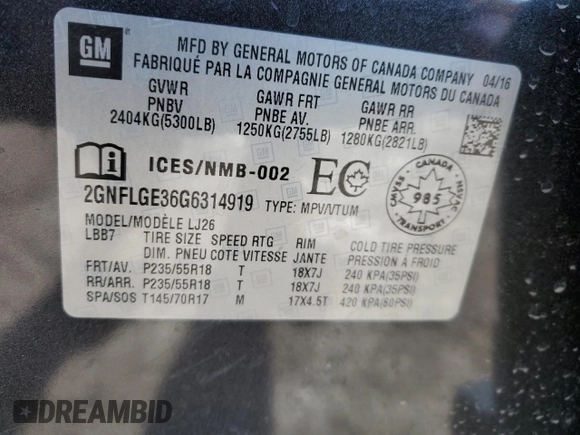 GM
MFD BY GENERAL MOTORS OF CANADA COMPANY 04/16
FABRIQUÉ PAR LA COMPAGNIE GENERAL MOTORS DU CANADA
GVWR GAWR FRT GAWR RR
PNBV PNBE AV. PNBE ARR.
2404KG(5300LB) 1250KG(2755LB) 1280KG(2821LB)
i ICES/NMB-002 EC
CANADA CMVSS NSVAC 985 TRANSPORT
2GNFLGE36G6314919 TYPE: MPV/VTUM
MODEL/MODÈLE LJ26
LBB7 TIRE SIZE SPEED RTG RIM COLD TIRE PRESSURE
DIM. PNEU COTE VITESSE JANTE PRESSION A FROID
FRT/AV. P235/55R18 T 18X7J 240 KPA(35PSI)
RR/ARR. P235/55R18 T 18X7J 240 KPA(35PSI)
SPA/SOS T145/70R17 M 17X4.5T 420 KPA(60PSI)
DREAMBID